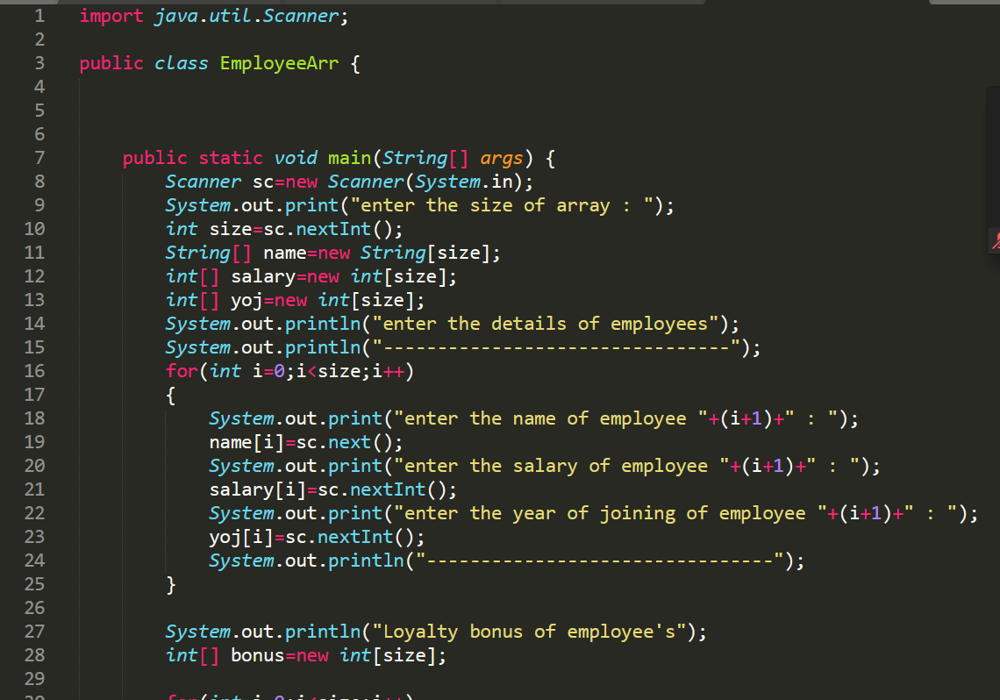 1 import java.util.Scanner;
2
3 public class EmployeeArr {
4
5
6
7 public static void main(String[] args) {
8 Scanner sc=new Scanner(System.in);
9 System.out.print("enter the size of array : ");
10 int size=sc.nextInt();
11 String[] name=new String[size];
12 int[] salary=new int[size];
13 int[] yoj=new int[size];
14 System.out.println("enter the details of employees");
15 System.out.println("--------------------------------");
16 for(int i=0;i<size;i++)
17 {
18 System.out.print("enter the name of employee "+(i+1)+" : ");
19 name[i]=sc.next();
20 System.out.print("enter the salary of employee "+(i+1)+" : ");
21 salary[i]=sc.nextInt();
22 System.out.print("enter the year of joining of employee "+(i+1)+" : ");
23 yoj[i]=sc.nextInt();
24 System.out.println("--------------------------------");
25 }
26
27 System.out.println("Loyalty bonus of employee's");
28 int[] bonus=new int[size];
29
30 for(int i=0;i<size;i++)